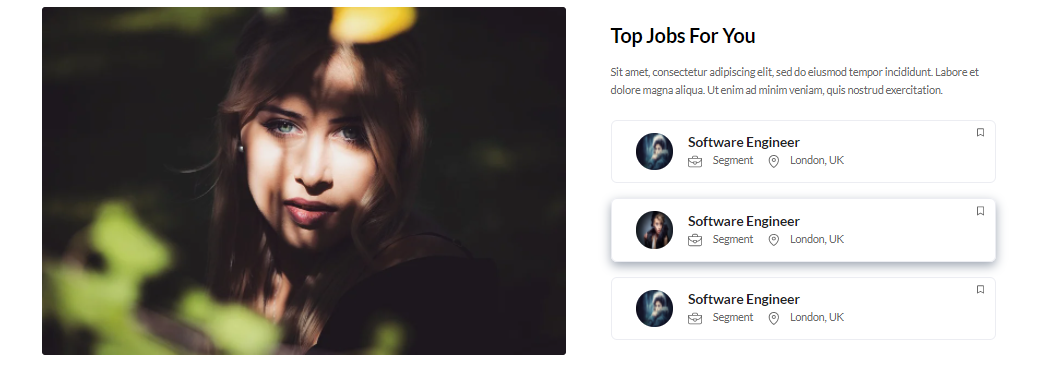 Top Jobs For You
Sit amet, consectetur adipiscing elit, sed do eiusmod tempor incididunt. Labore et
dolore magna aliqua. Ut enim ad minim veniam, quis nostrud exercitation.
Software Engineer
Segment London, UK
Software Engineer
Segment London, UK
Software Engineer
Segment London, UK